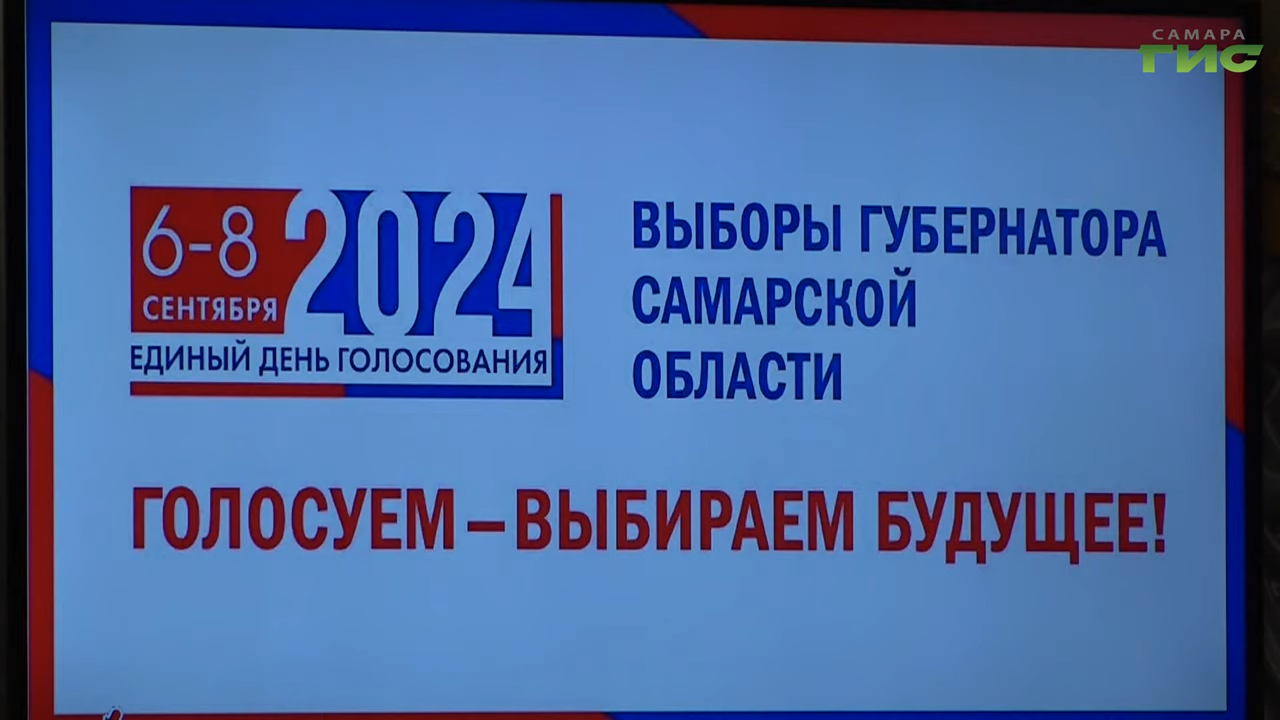 САМАРА
ГИС
6-8
СЕНТЯБРЯ
2024
ЕДИНЫЙ ДЕНЬ ГОЛОСОВАНИЯ
ВЫБОРЫ ГУБЕРНАТОРА
САМАРСКОЙ
ОБЛАСТИ
ГОЛОСУЕМ – ВЫБИРАЕМ БУДУЩЕЕ!